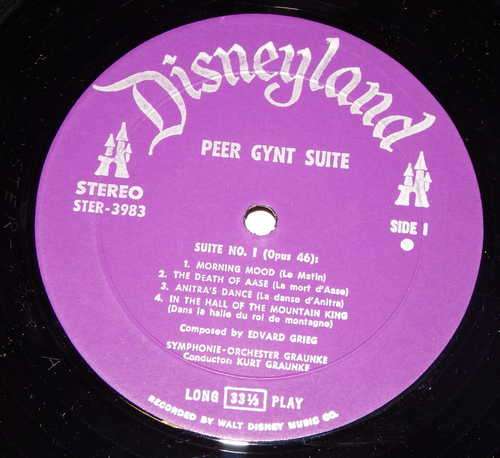 Disneyland
PEER GYNT SUITE
STEREO
STER-3983
SIDE 1
SUITE NO. 1 (Opus 46):
1. MORNING MOOD (Le Matin)
2. THE DEATH OF AASE (La mort d'Aase)
3. ANITRA'S DANCE (La danse d'Anitra)
4. IN THE HALL OF THE MOUNTAIN KING
(Dans la halle du roi de montagne)
Composed by EDVARD GRIEG
SYMPHONIE-ORCHESTER GRAUNKE
Conductor: KURT GRAUNKE
LONG 33⅓ PLAY
RECORDED BY WALT DISNEY MUSIC CO.